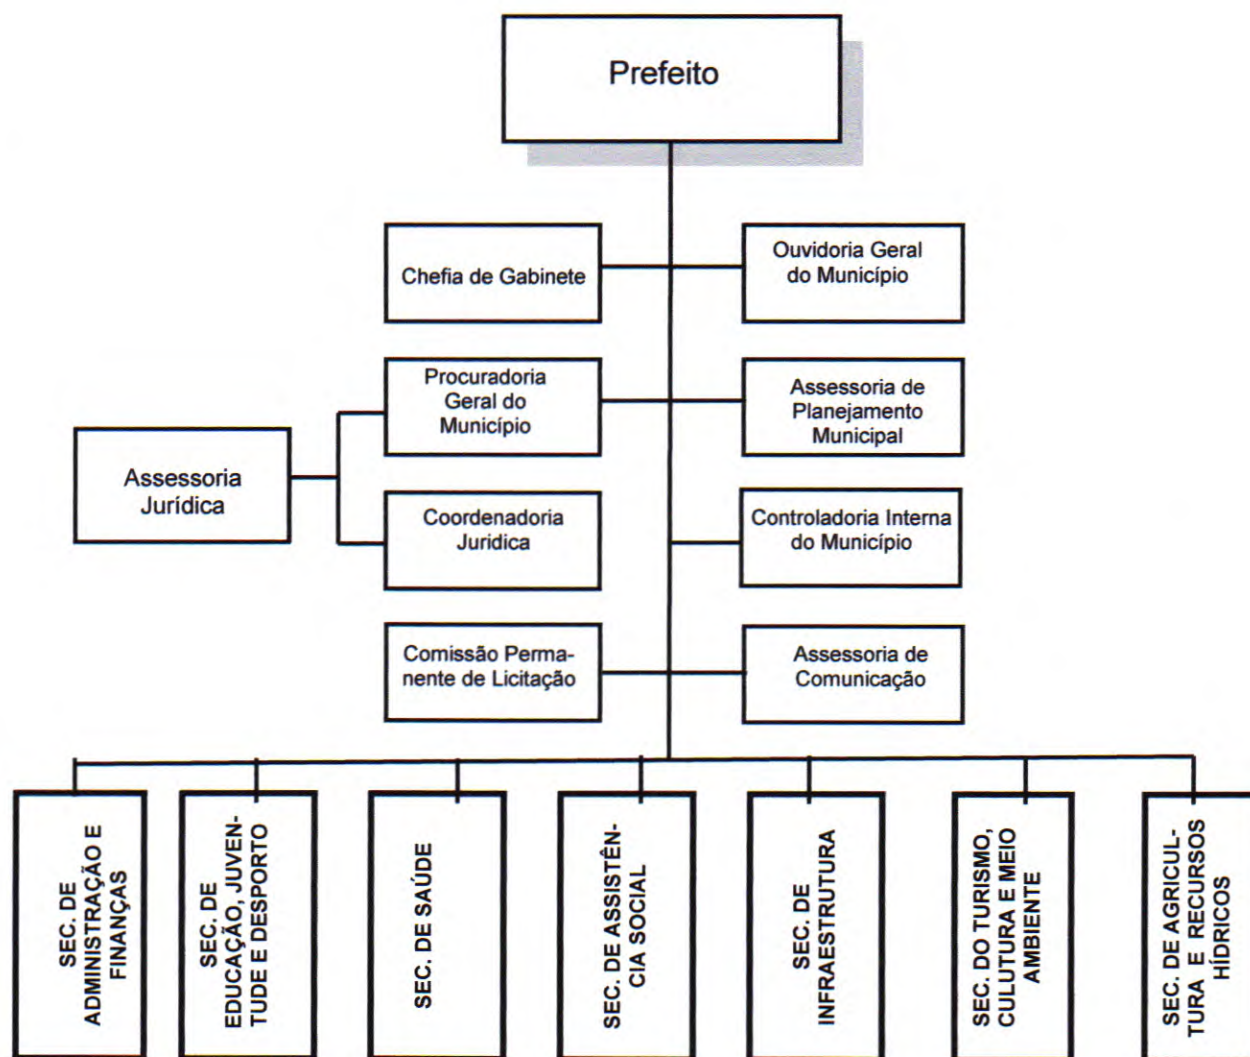 Prefeito
Chefia de Gabinete
Ouvidoria Geral
do Município
Procuradoria
Geral do
Município
Assessoria de
Planejamento
Municipal
Assessoria
Jurídica
Coordenadoria
Juridica
Controladoria Interna
do Município
Comissão Perma-
nente de Licitação
Assessoria de
Comunicação
SEC. DE
ADMINISTRAÇÃO E
FINANÇAS
SEC. DE
EDUCAÇÃO, JUVEN-
TUDE E DESPORTO
SEC. DE SAÚDE
SEC. DE ASSISTÊN-
CIA SOCIAL
SEC. DE
INFRAESTRUTURA
SEC. DO TURISMO,
CULUTURA E MEIO
AMBIENTE
SEC. DE AGRICUL-
TURA E RECURSOS
HÍDRICOS